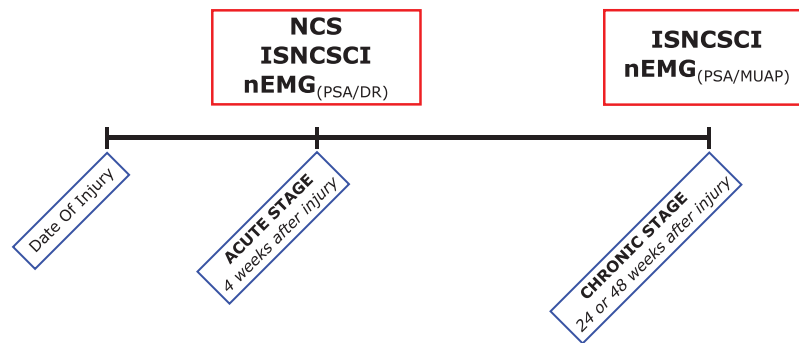 NCS
ISNCSCI
nEMG(PSA/DR)
ISNCSCI
nEMG(PSA/MUAP)
Date Of Injury
ACUTE STAGE
4 weeks after injury
CHRONIC STAGE
24 or 48 weeks after injury